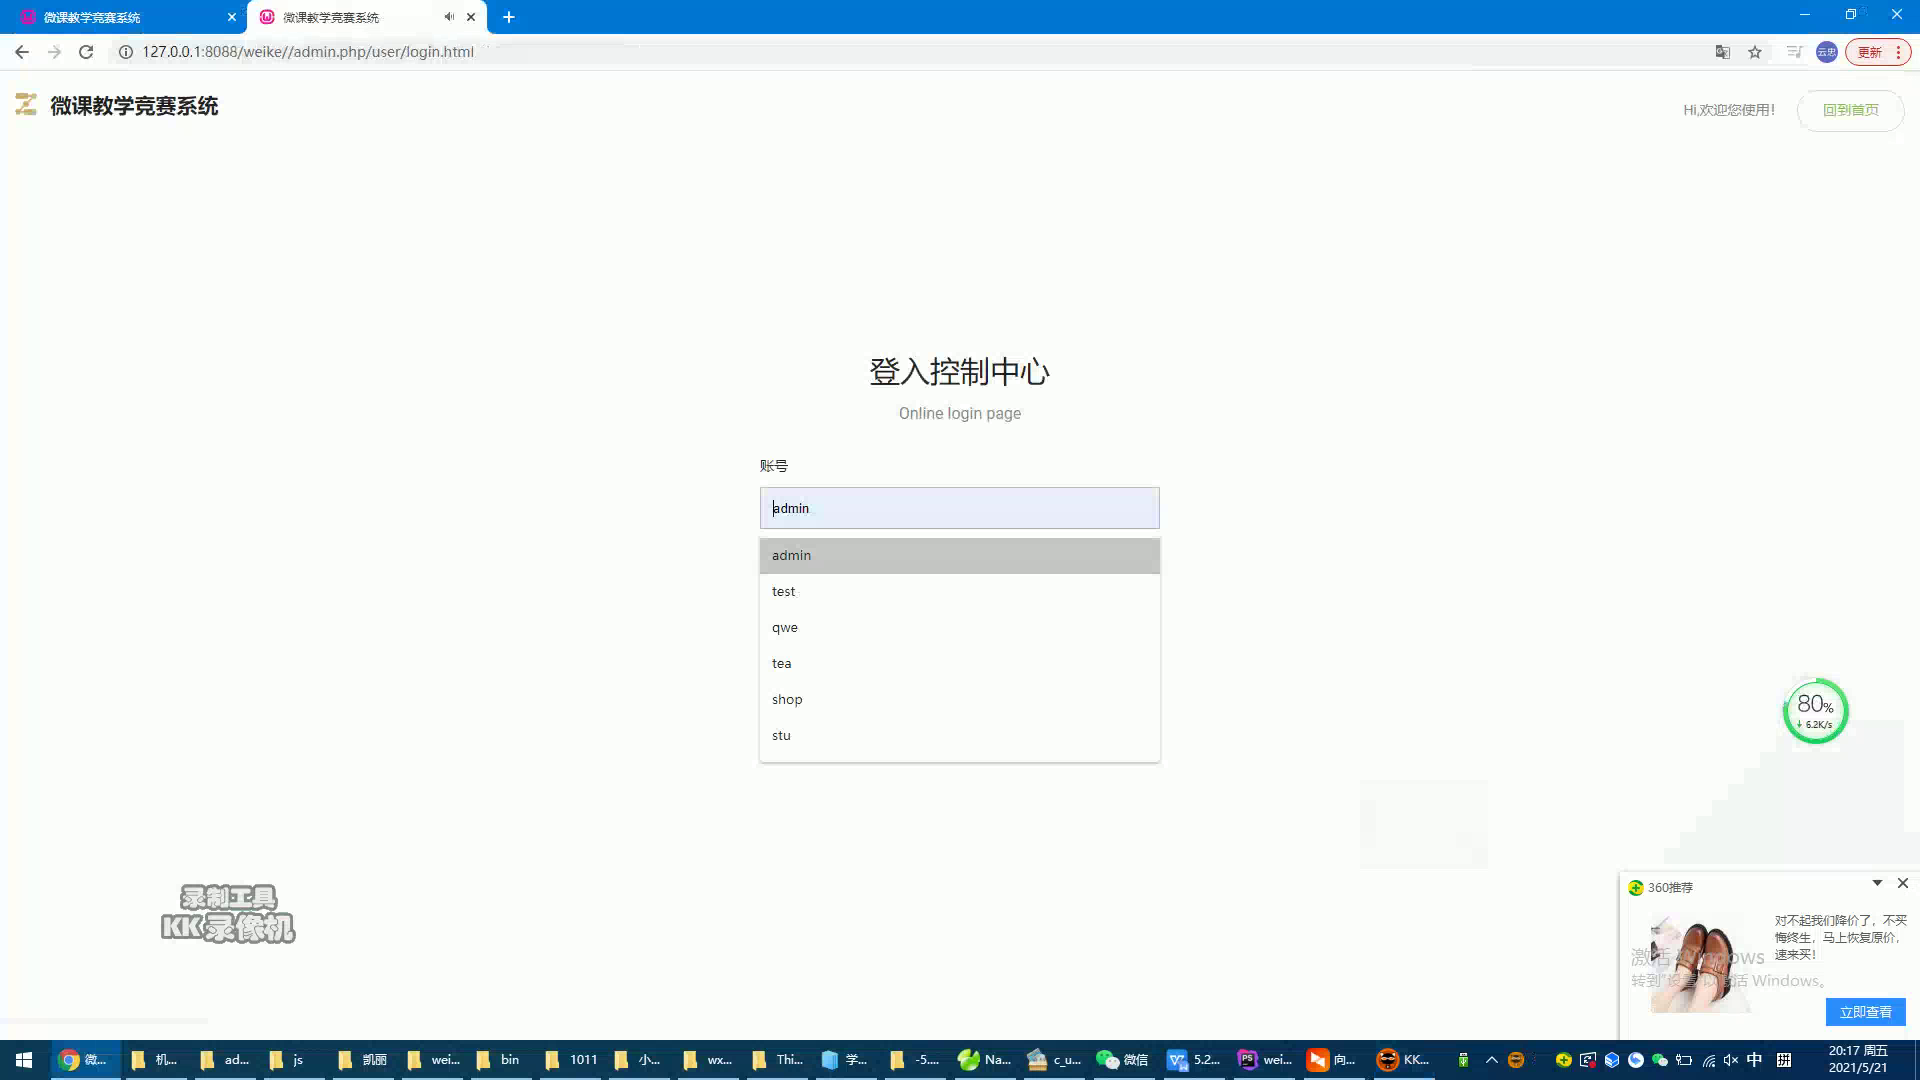 微课教学竞赛系统
微课教学竞赛系统
127.0.0.1:8088/weike//admin.php/user/login.html
云忠
更新
微课教学竞赛系统
Hi,欢迎您使用!
回到首页
登入控制中心
Online login page
账号
admin
admin
test
qwe
tea
shop
stu
80%
↓ 6.2K/s
录制工具
KK录像机
360推荐
对不起我们降价了，不买
悔终生，马上恢复原价，
速来买！
激活 Windows
转到"设置"以激活 Windows。
立即查看
微...
机...
ad...
js
凯丽
wei...
bin
1011
小...
wx...
Thi...
学...
-5....
Na...
c_u...
微信
5.2...
wei...
向...
KK...
中
拼
20:17 周五
2021/5/21